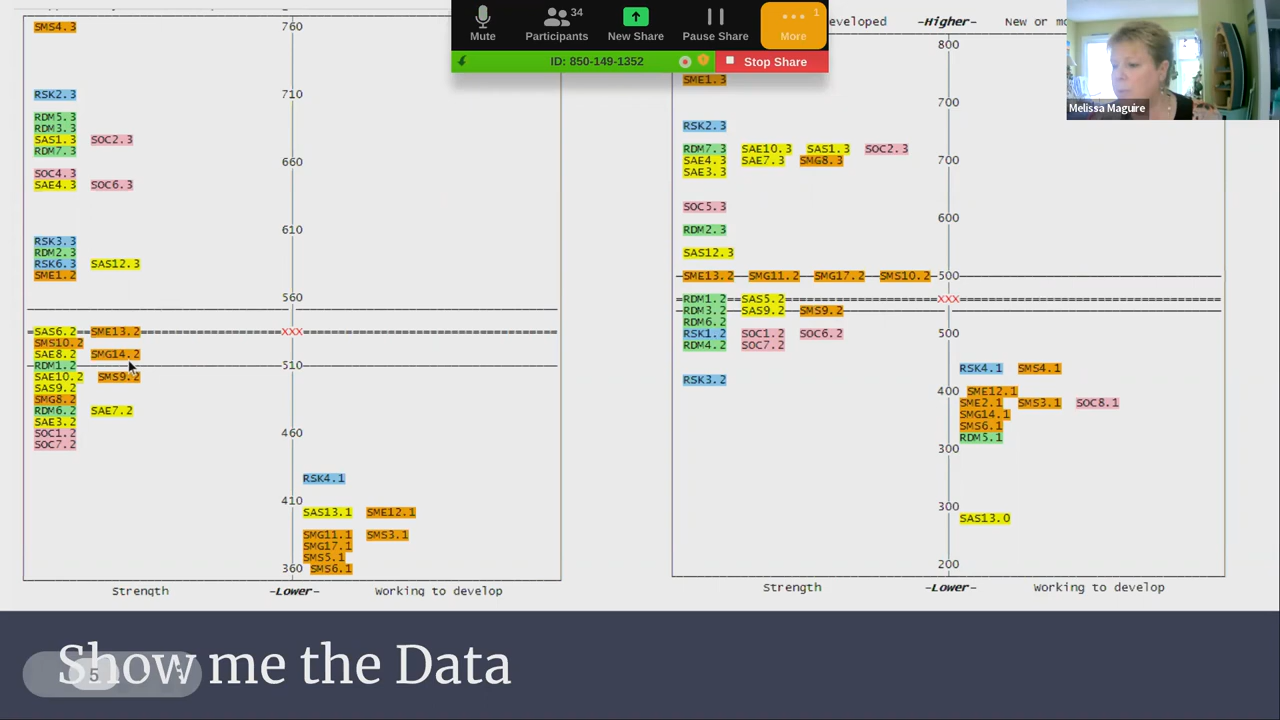 Mute
Participants 34
New Share
Pause Share
More 1
ID: 850-149-1352
Stop Share
Melissa Maguire
SMS4.3 760
RSK2.3 710
RDM5.3
RDM3.3
SAS1.3 SOC2.3
RDM7.3
660
SOC4.3
SAE4.3 SOC6.3
610
RSK3.3
RDM2.3
RSK6.3 SAS12.3
SME1.2
560
SAS6.2 SME13.2 XXX
SMS10.2
SAE8.2 SMG14.2
RDM1.2 510
SAE10.2 SMS9.2
SAS9.2
SMG8.2
RDM6.2 SAE7.2
SAE3.2
SOC1.2 460
SOC7.2
RSK4.1
410
SAS13.1 SME12.1
SMG11.1 SMS3.1
SMG17.1
SMS5.1
360 SMS6.1
Strength -Lower- Working to develop
eveloped -Higher- New or mo
800
SME1.3
700
RSK2.3
RDM7.3 SAE10.3 SAS1.3 SOC2.3
SAE4.3 SAE7.3 SMG8.3 700
SAE3.3
SOC5.3
600
RDM2.3
SAS12.3
SME13.2 SMG11.2 SMG17.2 SMS10.2 500
RDM1.2 SAS5.2 XXX
RDM3.2 SAS9.2 SMS9.2
RDM6.2
RSK1.2 SOC1.2 SOC6.2 500
RDM4.2 SOC7.2
RSK4.1 SMS4.1
RSK3.2
400 SME12.1
SME2.1 SMS3.1 SOC8.1
SMG14.1
SMS6.1
RDM5.1
300
300
SAS13.0
200
Strength -Lower- Working to develop
Show me the Data
5